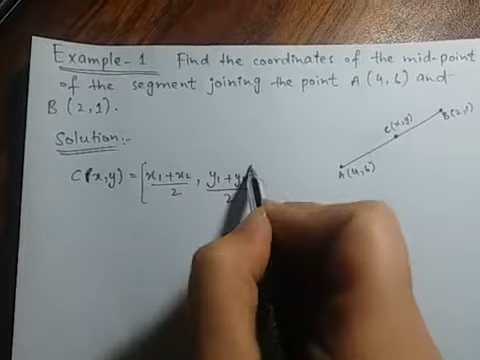 Example-1 Find the coordinates of the mid-point
of the segment joining the point A(4,6) and
B (2,1).
Solution:-
C(x,y) = [x₁+x₂/2, y₁+y
C(x,y)
B(2,1)
A(4,6)